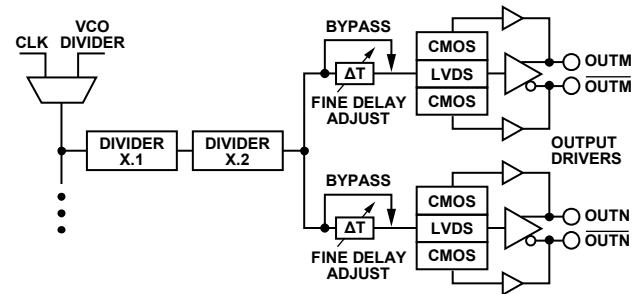 CLK
VCO
DIVIDER
DIVIDER
X.1
DIVIDER
X.2
BYPASS
ΔT
FINE DELAY
ADJUST
CMOS
LVDS
CMOS
OUTM
OUTM
OUTPUT
DRIVERS
BYPASS
ΔT
FINE DELAY
ADJUST
CMOS
LVDS
CMOS
OUTN
OUTN